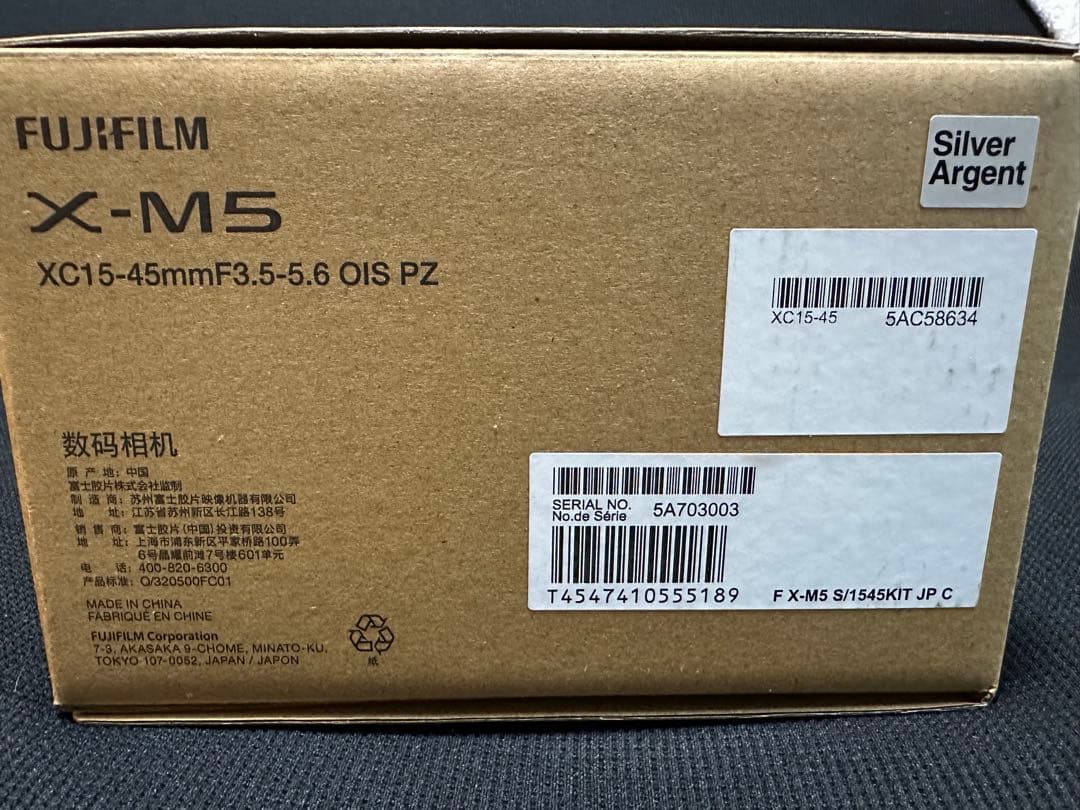 FUJIFILM
X-M5
XC15-45mmF3.5-5.6 OIS PZ
Silver
Argent
XC15-45 5AC58634
数码相机
原 产 地: 中国
富士胶片株式会社监制
制 造 商: 苏州富士胶片映像机器有限公司
地 址: 江苏省苏州新区长江路138号
销 售 商: 富士胶片(中国)投资有限公司
地 址: 上海市浦东新区平家桥路100弄
6号晶耀前滩7号楼601单元
电 话: 400-820-6300
产品标准: Q/320500FC01
MADE IN CHINA
FABRIQUÉ EN CHINE
FUJIFILM Corporation
7-3, AKASAKA 9-CHOME, MINATO-KU,
TOKYO 107-0052, JAPAN / JAPON
纸
SERIAL NO.
No.de Série 5A703003
T4547410555189 F X-M5 S/1545KIT JP C